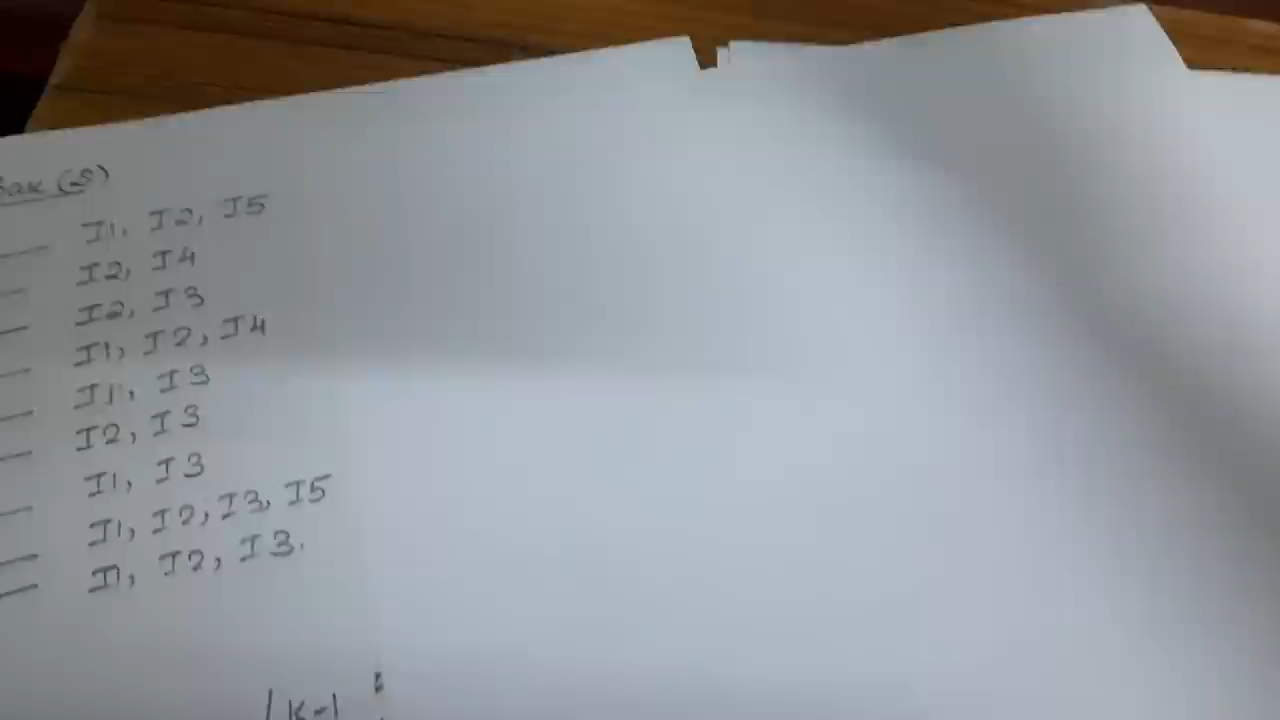 (S)
I1, I2, I5
I2, I4
I2, I3
I1, I2, I4
I1, I3
I2, I3
I1, I3
I1, I2, I3, I5
I1, I2, I3.
K-1